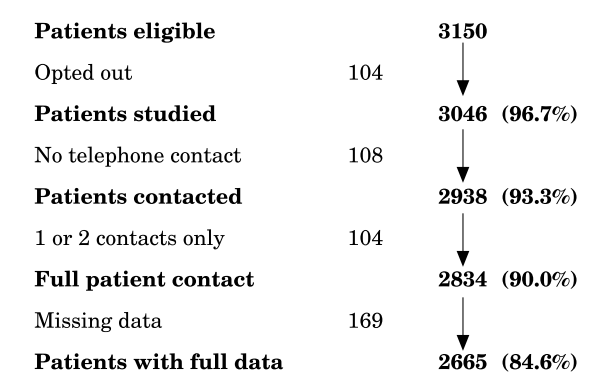 Patients eligible 3150
Opted out 104
Patients studied 3046 (96.7%)
No telephone contact 108
Patients contacted 2938 (93.3%)
1 or 2 contacts only 104
Full patient contact 2834 (90.0%)
Missing data 169
Patients with full data 2665 (84.6%)